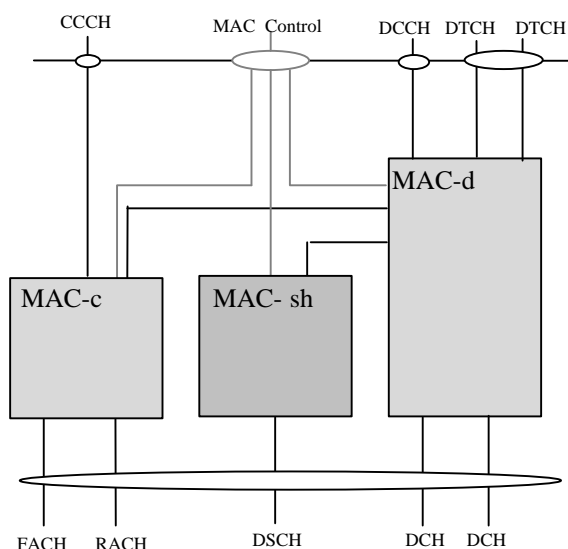 CCCH MAC Control DCCH DTCH DTCH
MAC-d
MAC-c MAC- sh
FACH RACH DSCH DCH DCH